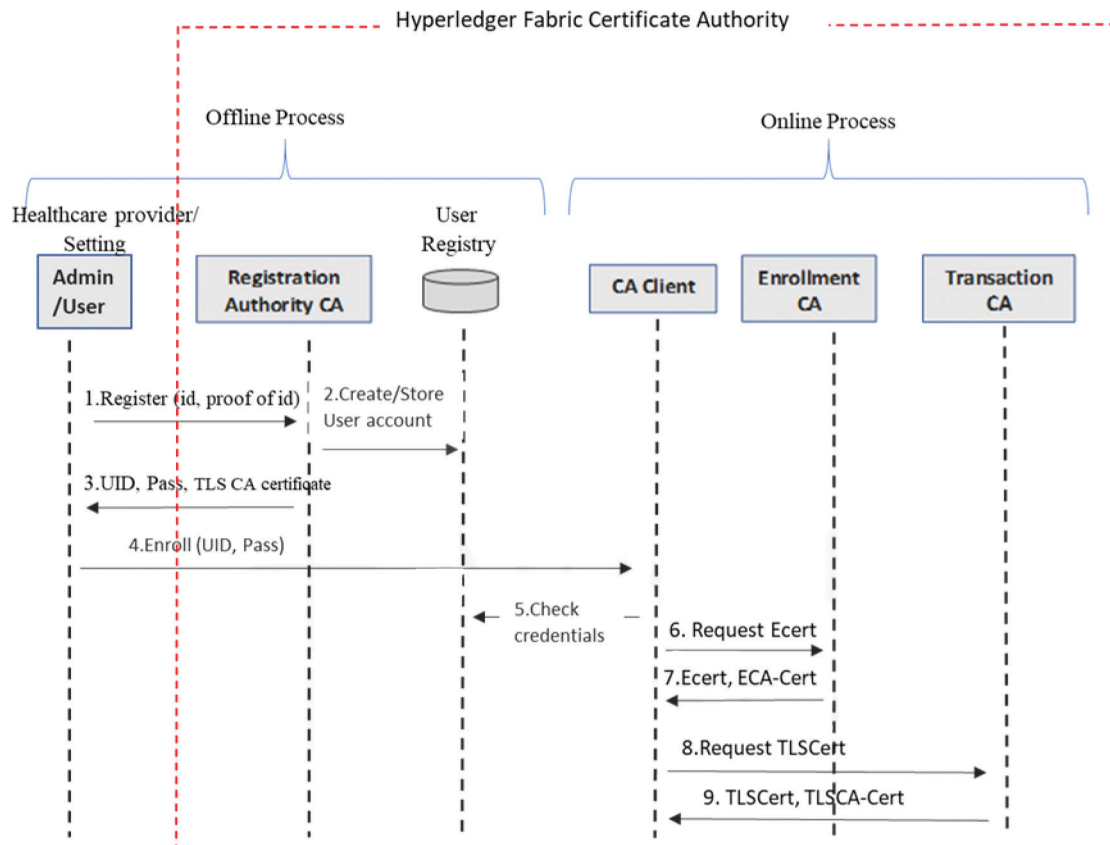 Hyperledger Fabric Certificate Authority
Offline Process
Online Process
Healthcare provider/
Setting
User
Registry
Admin
/User
Registration
Authority CA
CA Client
Enrollment
CA
Transaction
CA
1.Register (id, proof of id)
2.Create/Store
User account
3.UID, Pass, TLS CA certificate
4.Enroll (UID, Pass)
5.Check
credentials
6. Request Ecert
7.Ecert, ECA-Cert
8.Request TLSCert
9. TLSCert, TLSCA-Cert